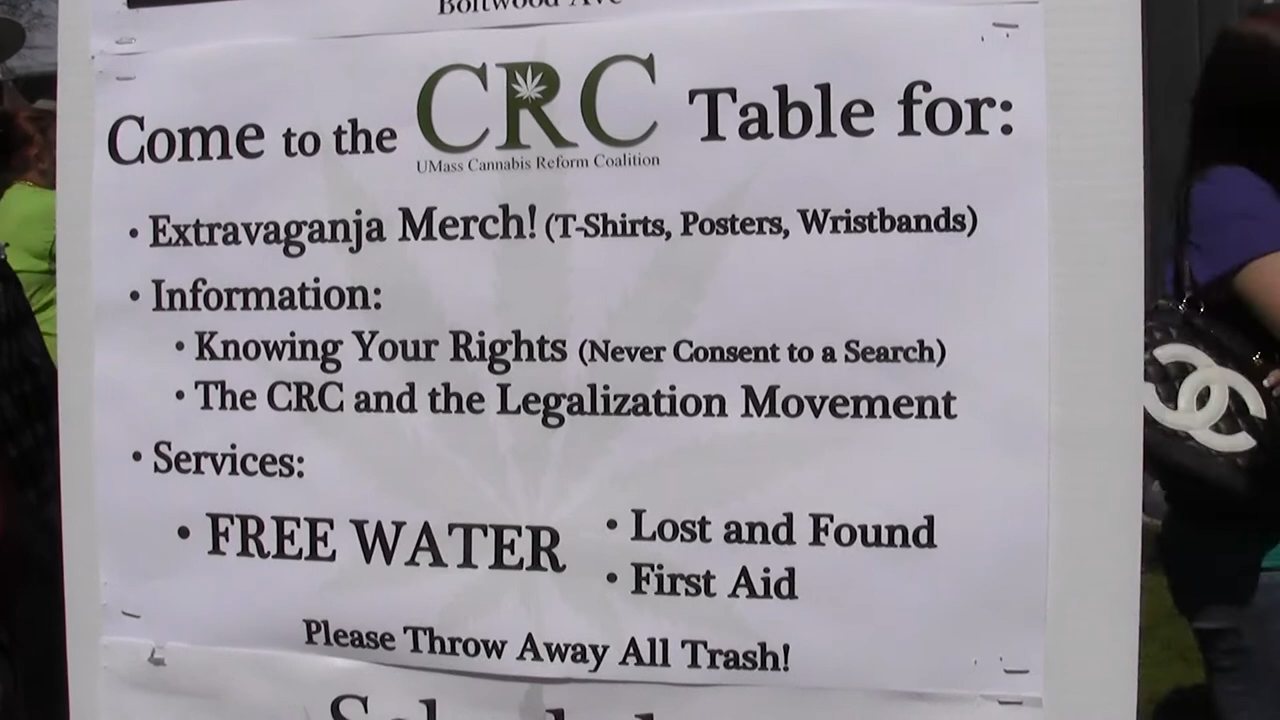 Boltwood Ave
Come to the CRC Table for:
UMass Cannabis Reform Coalition
• Extravaganja Merch! (T-Shirts, Posters, Wristbands)
• Information:
• Knowing Your Rights (Never Consent to a Search)
• The CRC and the Legalization Movement
• Services:
• FREE WATER
• Lost and Found
• First Aid
Please Throw Away All Trash!